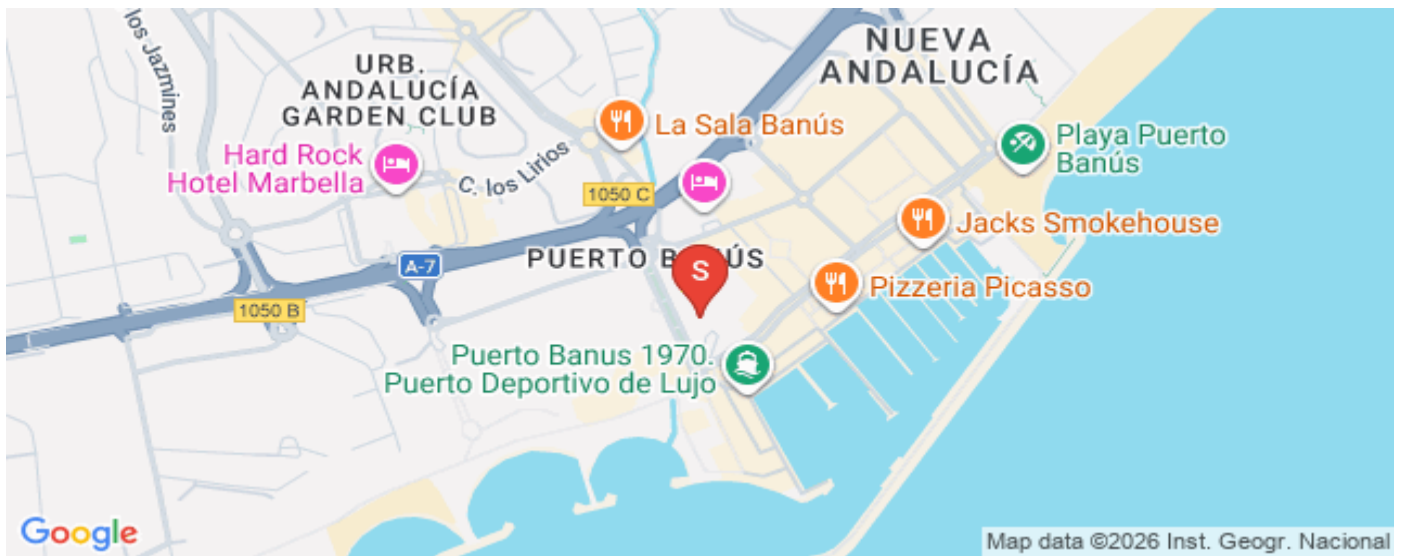 los Jazmines
URB.
ANDALUCÍA
GARDEN CLUB
NUEVA
ANDALUCÍA
La Sala Banús
Playa Puerto
Banús
Hard Rock
Hotel Marbella
C. los Lirios
1050 C
Jacks Smokehouse
PUERTO BANÚS
S
A-7
Pizzeria Picasso
1050 B
Puerto Banus 1970.
Puerto Deportivo de Lujo
Google
Map data ©2026 Inst. Geogr. Nacional